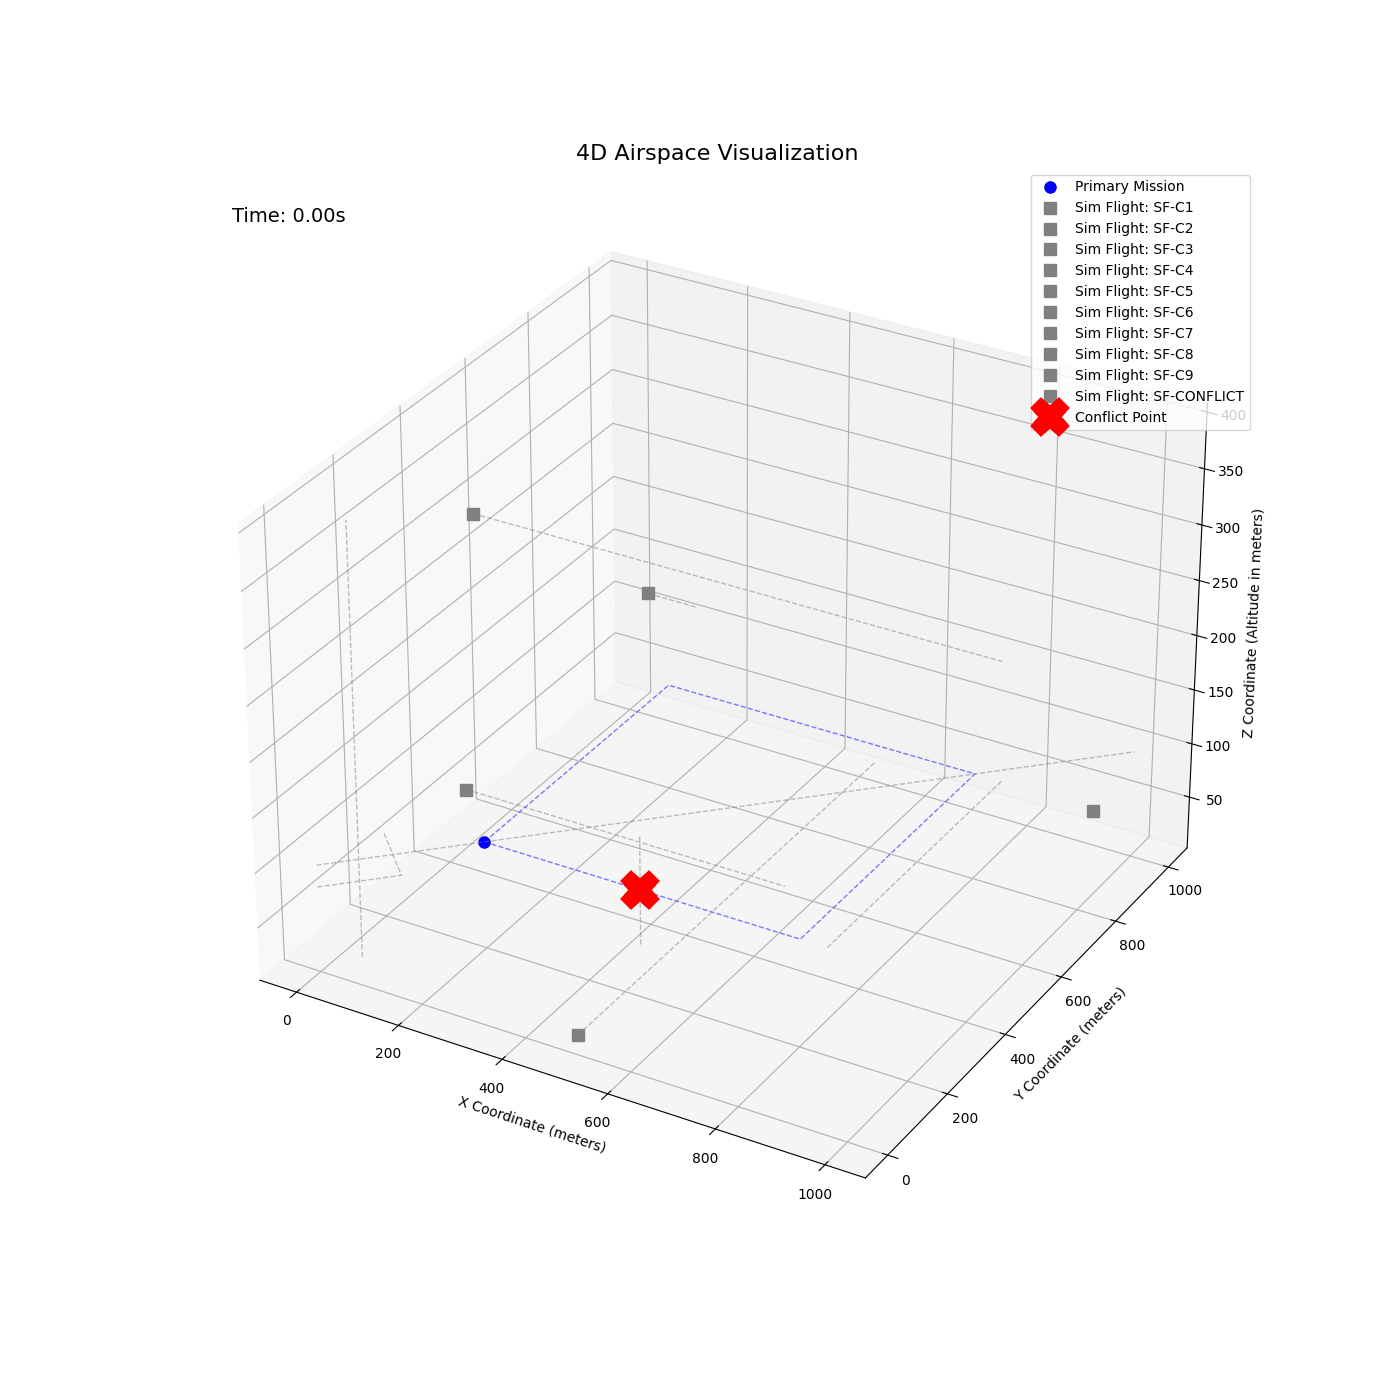 4D Airspace Visualization
Time: 0.00s
Primary Mission
Sim Flight: SF-C1
Sim Flight: SF-C2
Sim Flight: SF-C3
Sim Flight: SF-C4
Sim Flight: SF-C5
Sim Flight: SF-C6
Sim Flight: SF-C7
Sim Flight: SF-C8
Sim Flight: SF-C9
Sim Flight: SF-CONFLICT
Conflict Point
400
350
300
250
200
150
100
50
Z Coordinate (Altitude in meters)
0
200
400
600
800
1000
X Coordinate (meters)
0
200
400
600
800
1000
Y Coordinate (meters)